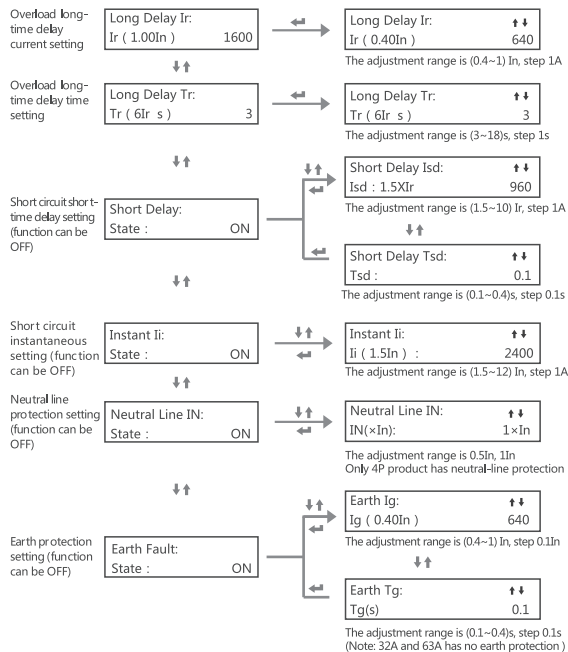 Overload long-
time delay
current setting
Long Delay Ir:
Ir ( 1.00In ) 1600
Long Delay Ir:
Ir ( 0.40In ) 640
The adjustment range is (0.4~1) In, step 1A
Overload long-
time delay time
setting
Long Delay Tr:
Tr ( 6Ir s ) 3
Long Delay Tr:
Tr ( 6Ir s ) 3
The adjustment range is (3~18)s, step 1s
Short circuit short-
time delay setting
(function can be
OFF)
Short Delay:
State : ON
Short Delay Isd:
Isd : 1.5XIr 960
The adjustment range is (1.5~10) Ir, step 1A
Short Delay Tsd:
Tsd : 0.1
The adjustment range is (0.1~0.4)s, step 0.1s
Short circuit
instantaneous
setting (function
can be OFF)
Instant Ii:
State : ON
Instant Ii:
Ii ( 1.5In ) : 2400
The adjustment range is (1.5~12) In, step 1A
Neutral line
protection setting
(function can be
OFF)
Neutral Line IN:
State : ON
Neutral Line IN:
IN(×In): 1×In
The adjustment range is 0.5In, 1In
Only 4P product has neutral-line protection
Earth protection
setting (function
can be OFF)
Earth Fault:
State : ON
Earth Ig:
Ig ( 0.40In ) 640
The adjustment range is (0.4~1) In, step 0.1In
Earth Tg:
Tg(s) 0.1
The adjustment range is (0.1~0.4)s, step 0.1s
(Note: 32A and 63A has no earth protection )